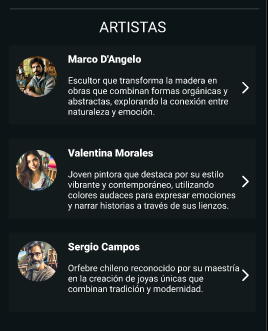 ARTISTAS
Marco D'Angelo
Escultor que transforma la madera en
obras que combinan formas orgánicas y
abstractas, explorando la conexión entre
naturaleza y emoción.
Valentina Morales
Joven pintora que destaca por su estilo
vibrante y contemporáneo, utilizando
colores audaces para expresar emociones
y narrar historias a través de sus lienzos.
Sergio Campos
Orfebre chileno reconocido por su maestría
en la creación de joyas únicas que
combinan tradición y modernidad.